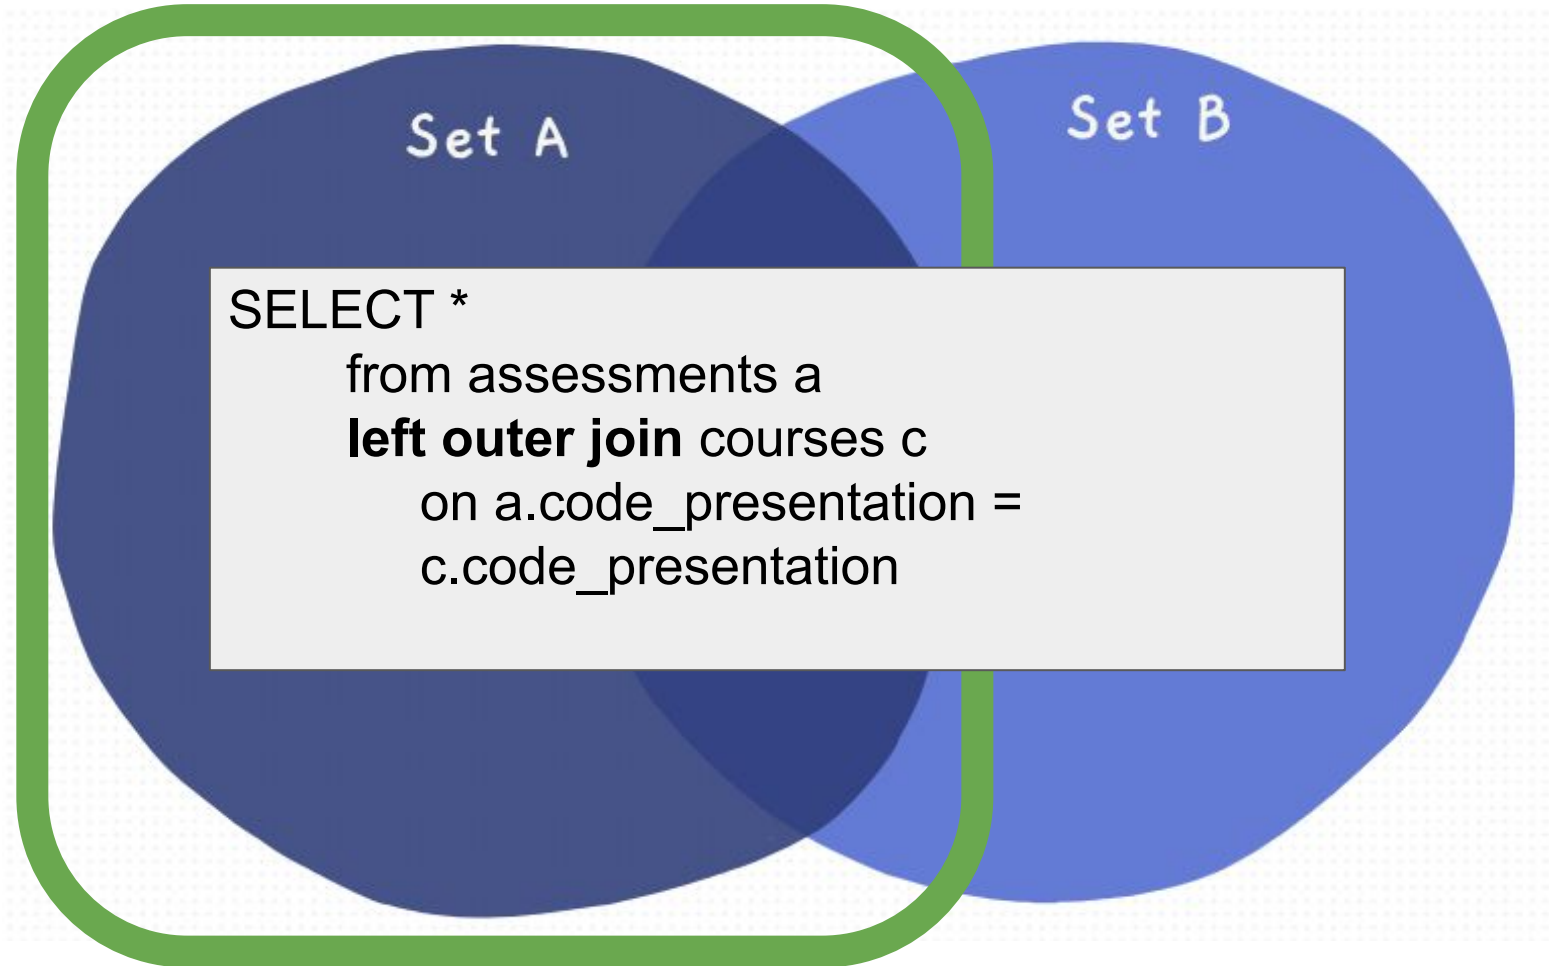 Set A
Set B
SELECT *
from assessments a
left outer join courses c
on a.code_presentation =
c.code_presentation